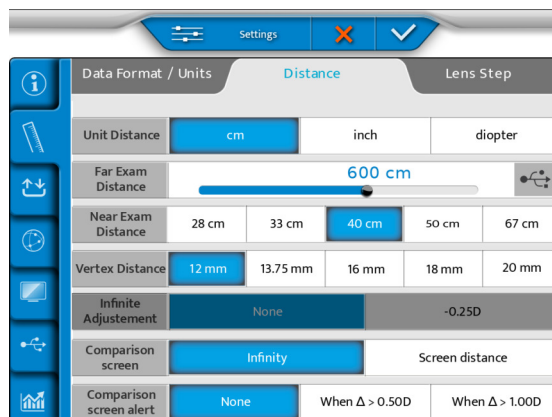 Settings
Data Format / Units Distance Lens Step
Unit Distance cm inch diopter
Far Exam Distance 600 cm
Near Exam Distance 28 cm 33 cm 40 cm 50 cm 67 cm
Vertex Distance 12 mm 13.75 mm 16 mm 18 mm 20 mm
Infinite Adjustement None -0.25D
Comparison screen Infinity Screen distance
Comparison screen alert None When Δ > 0.50D When Δ > 1.00D